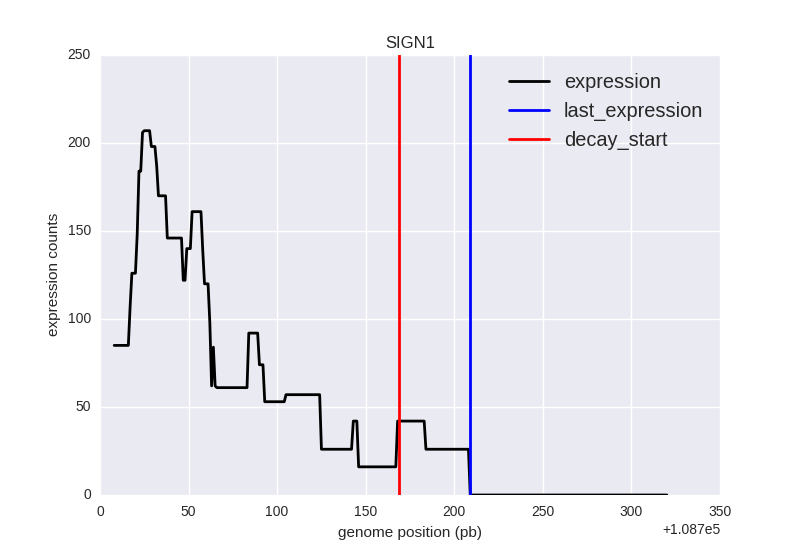 SIGN1
250
200
150
100
50
0
expression counts
expression
last_expression
decay_start
0 50 100 150 200 250 300 350
+1.087e5
genome position (pb)